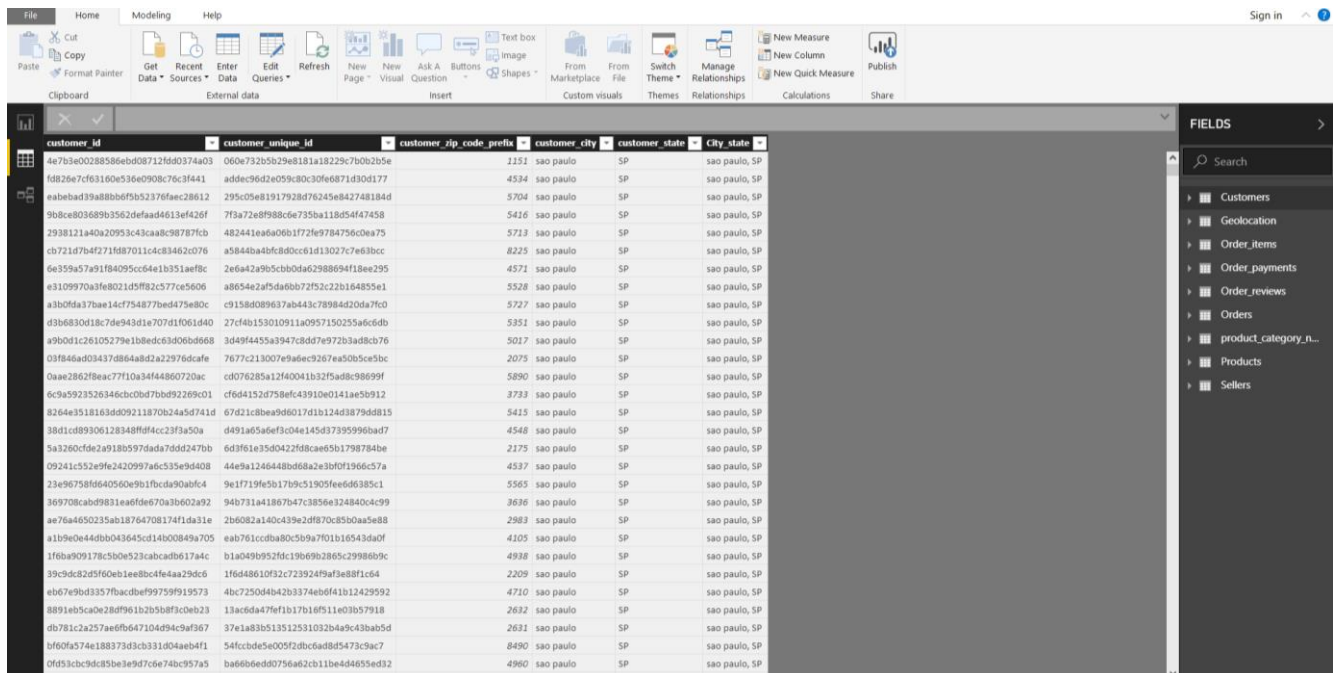 File Home Modeling Help Sign in
Paste Cut Copy Format Painter Clipboard
Get Data Recent Sources Enter Data Edit Queries Refresh External data
New Page New Visual Ask A Question Buttons Text box Image Shapes Insert
From Marketplace From File Custom visuals
Switch Theme Themes
Manage Relationships Relationships
New Measure New Column New Quick Measure Calculations
Publish Share
customer_id customer_unique_id customer_zip_code_prefix customer_city customer_state City_state
4e7b3e00288586ebd08712fdd0374a03 060e732b5b29e8181a18229c7b0b2b5e 1151 sao paulo SP sao paulo, SP
fd826e7cf63160e536e0908c76c3f441 addec96d2e059c80c30fe6871d30d177 4534 sao paulo SP sao paulo, SP
eabebad39a88bb6f5b52376faec28612 295c05e81917928d76245e842748184d 5704 sao paulo SP sao paulo, SP
9b8ce803689b3562defaad4613ef426f 7f3a72e8f988c6e735ba118d54f47458 5416 sao paulo SP sao paulo, SP
2938121a40a20953c43caa8c98787fcb 482441ea6a06b1f72fe9784756c0ea75 5713 sao paulo SP sao paulo, SP
cb721d7b4f271fd87011c4c83462c076 a5844ba4bfc8d0cc61d13027c7e63bcc 8225 sao paulo SP sao paulo, SP
6e359a57a91f84095cc64e1b351aef8c 2e6a42a9b5cbb0da62988694f18ee295 4571 sao paulo SP sao paulo, SP
e3109970a3fe8021d5ff82c577ce5606 a8654e2af5da6bb72f52c22b164855e1 5528 sao paulo SP sao paulo, SP
a3b0fda37bae14cf754877bed475e80c c9158d089637ab443c78984d20da7fc0 5727 sao paulo SP sao paulo, SP
d3b6830d18c7de943d1e707d1f061d40 27cf4b153010911a0957150255a6c6db 5351 sao paulo SP sao paulo, SP
a9b0d1c26105279e1b8edc63d06bd668 3d49f4455a3947c8dd7e972b3ad8cb76 5017 sao paulo SP sao paulo, SP
03f846ad03437d864a8d2a22976dcafe 7677c213007e9a6ec9267ea50b5ce5bc 2075 sao paulo SP sao paulo, SP
0aae2862f8eac77f10a34f44860720ac cd076285a12f40041b32f5ad8c98699f 5890 sao paulo SP sao paulo, SP
6c9a5923526346cbc0bd7bbd92269c01 cf6d4152d758efc43910e0141ae5b912 3733 sao paulo SP sao paulo, SP
8264e3518163dd09211870b24a5d741d 67d21c8bea9d6017d1b124d3879dd815 5415 sao paulo SP sao paulo, SP
38d1cd89306128348ffdf4cc23f3a50a d491a65a6ef3c04e145d37395996bad7 4548 sao paulo SP sao paulo, SP
5a3260cfde2a918b597dada7ddd247bb 6d3f61e35d0422fd8cae65b1798784be 2175 sao paulo SP sao paulo, SP
09241c552e9fe2420997a6c535e9d408 44e9a1246448bd68a2e3bf0f1966c57a 4537 sao paulo SP sao paulo, SP
23e96758fd640560e9b1fbcda90abfc4 9e1f719fe5b17b9c51905fee6d6385c1 5565 sao paulo SP sao paulo, SP
369708cabd9831ea6fde670a3b602a92 94b731a41867b47c3856e324840c4c99 3636 sao paulo SP sao paulo, SP
ae76a4650235ab18764708174f1da31e 2b6082a140c439e2df870c85b0aa5e88 2983 sao paulo SP sao paulo, SP
a1b9e0e44dbb043645cd14b00849a705 eab761ccdba80c5b9a7f01b16543da0f 4105 sao paulo SP sao paulo, SP
1f6ba909178c5b0e523cabcadb617a4c b1a049b952fdc19b69b2865c29986b9c 4938 sao paulo SP sao paulo, SP
39c9dc82d5f60eb1ee8bc4fe4aa29dc6 1f6d48610f32c723924f9af3e88f1c64 2209 sao paulo SP sao paulo, SP
eb67e9bd3357fbacdbef99759f919573 4bc7250d4b42b3374eb6f41b12429592 4710 sao paulo SP sao paulo, SP
8891eb5ca0e28df961b2b5b8f3c0eb23 13ac6da47fef1b17b16f511e03b57918 2632 sao paulo SP sao paulo, SP
db781c2a257ae6fb647104d94c9af367 37e1a83b513512531032b4a9c43bab5d 2631 sao paulo SP sao paulo, SP
bf60fa574e188373d3cb331d04aeb4f1 54fccbde5e005f2dbc6ad8d5473c9ac7 8490 sao paulo SP sao paulo, SP
0fd53cbc9dc85be3e9d7c6e74bc957a5 ba66b6edd0756a62cb11be4d4655ed32 4960 sao paulo SP sao paulo, SP
FIELDS
Search
Customers
Geolocation
Order_items
Order_payments
Order_reviews
Orders
product_category_n...
Products
Sellers